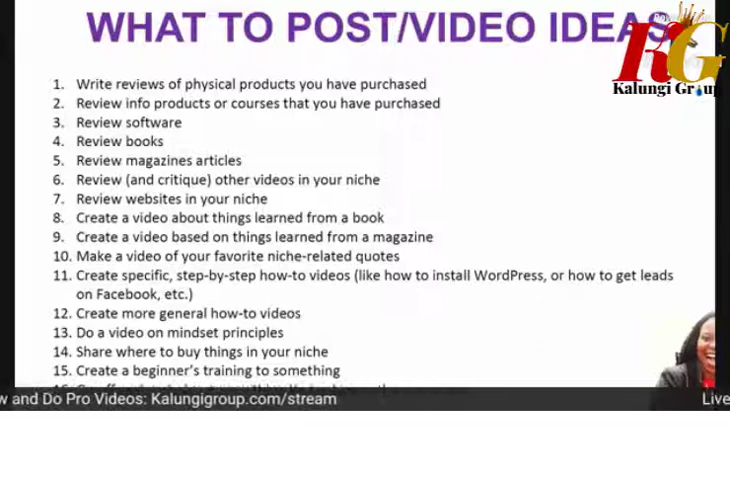 WHAT TO POST/VIDEO IDEAS
KG
Kalungi Group
1. Write reviews of physical products you have purchased
2. Review info products or courses that you have purchased
3. Review software
4. Review books
5. Review magazines articles
6. Review (and critique) other videos in your niche
7. Review websites in your niche
8. Create a video about things learned from a book
9. Create a video based on things learned from a magazine
10. Make a video of your favorite niche-related quotes
11. Create specific, step-by-step how-to videos (like how to install WordPress, or how to get leads
on Facebook, etc.)
12. Create more general how-to videos
13. Do a video on mindset principles
14. Share where to buy things in your niche
15. Create a beginner's training to something
w and Do Pro Videos: Kalungigroup.com/stream
Live